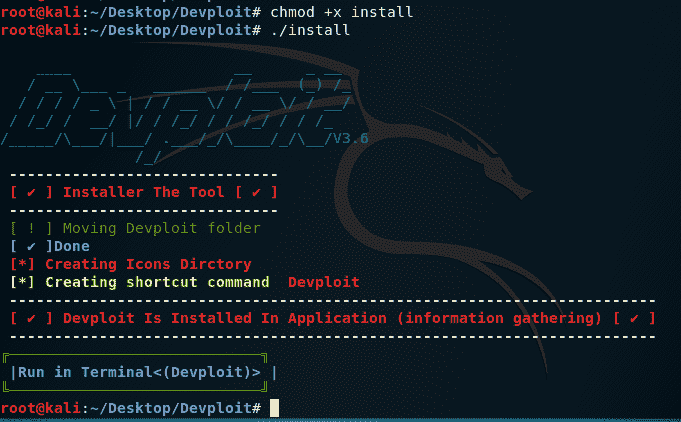 root@kali:~/Desktop/Devploit# chmod +x install
root@kali:~/Desktop/Devploit# ./install
Devploit
V3.6
--------------------------------
[ ✔ ] Installer The Tool [ ✔ ]
--------------------------------
[ ! ] Moving Devploit folder
[ ✔ ]Done
[*] Creating Icons Dirctory
[*] Creating shortcut command  Devploit
------------------------------------------------------------------------
[ ✔ ] Devploit Is Installed In Application (information gathering) [ ✔ ]
------------------------------------------------------------------------
|Run in Terminal<(Devploit)> |
root@kali:~/Desktop/Devploit#